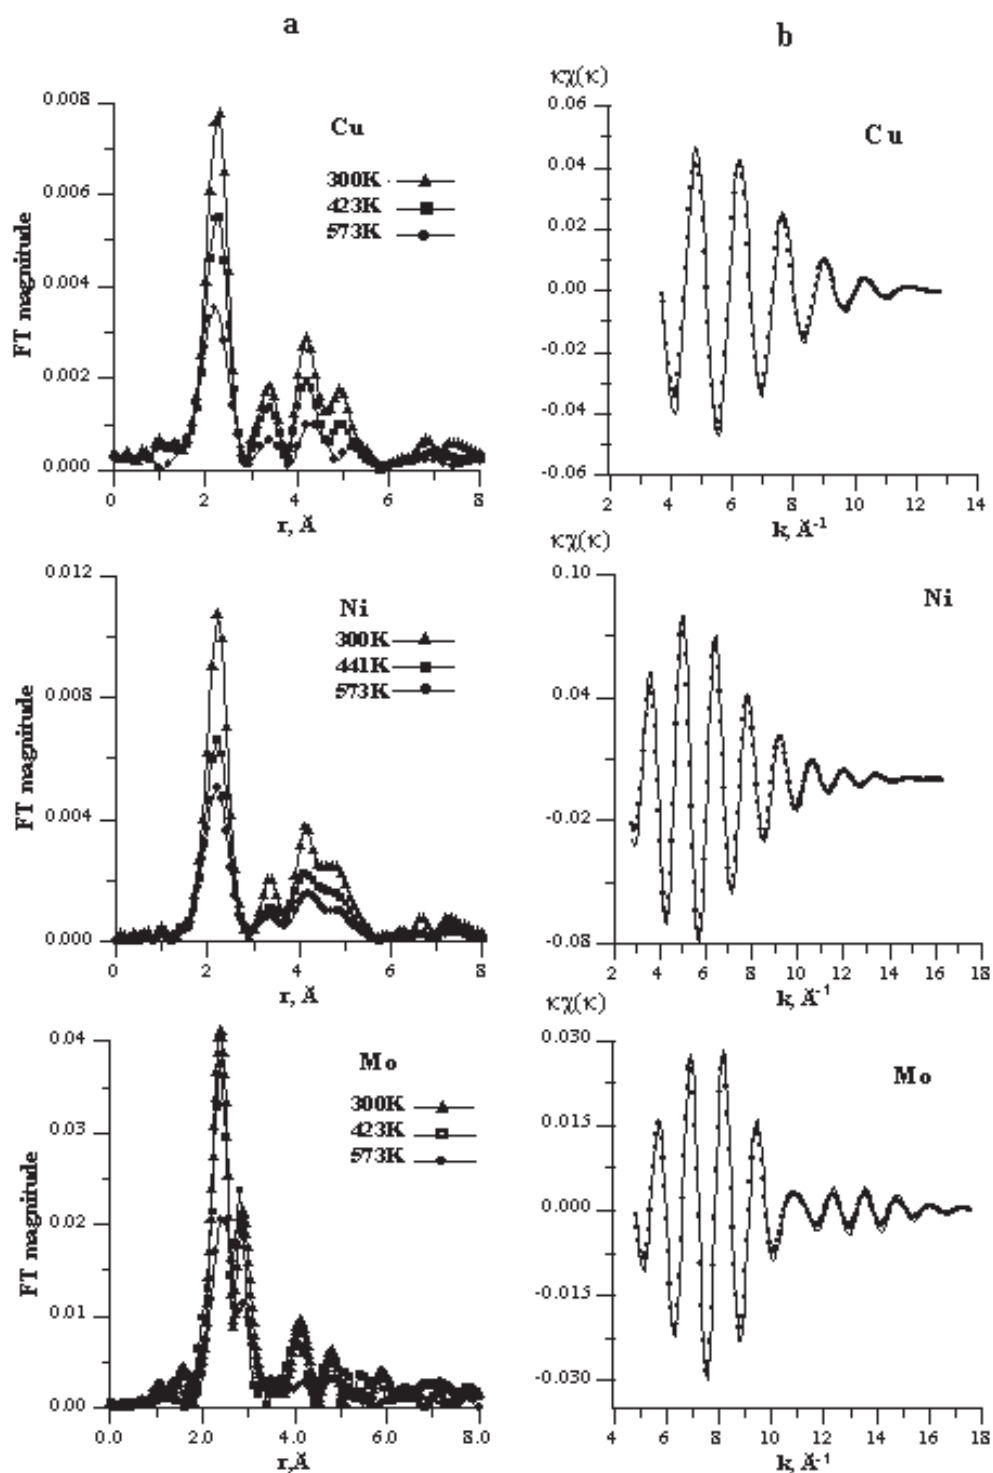 a
b
FT magnitude
0.008
0.006
0.004
0.002
0.000
Cu
300K
423K
573K
0 2 4 6 8
r, Å
κχ(κ)
0.06
0.04
0.02
0.00
-0.02
-0.04
-0.06
Cu
2 4 6 8 10 12 14
k, Å-1
FT magnitude
0.012
0.008
0.004
0.000
Ni
300K
441K
573K
0 2 4 6 8
r, Å
κχ(κ)
0.10
0.04
-0.02
-0.08
Ni
2 4 6 8 10 12 14 16 18
k, Å-1
FT magnitude
0.04
0.03
0.02
0.01
0.00
Mo
300K
423K
573K
0.0 2.0 4.0 6.0 8.0
r,Å
κχ(κ)
0.030
0.015
0.000
-0.015
-0.030
Mo
4 6 8 10 12 14 16 18
k, Å-1